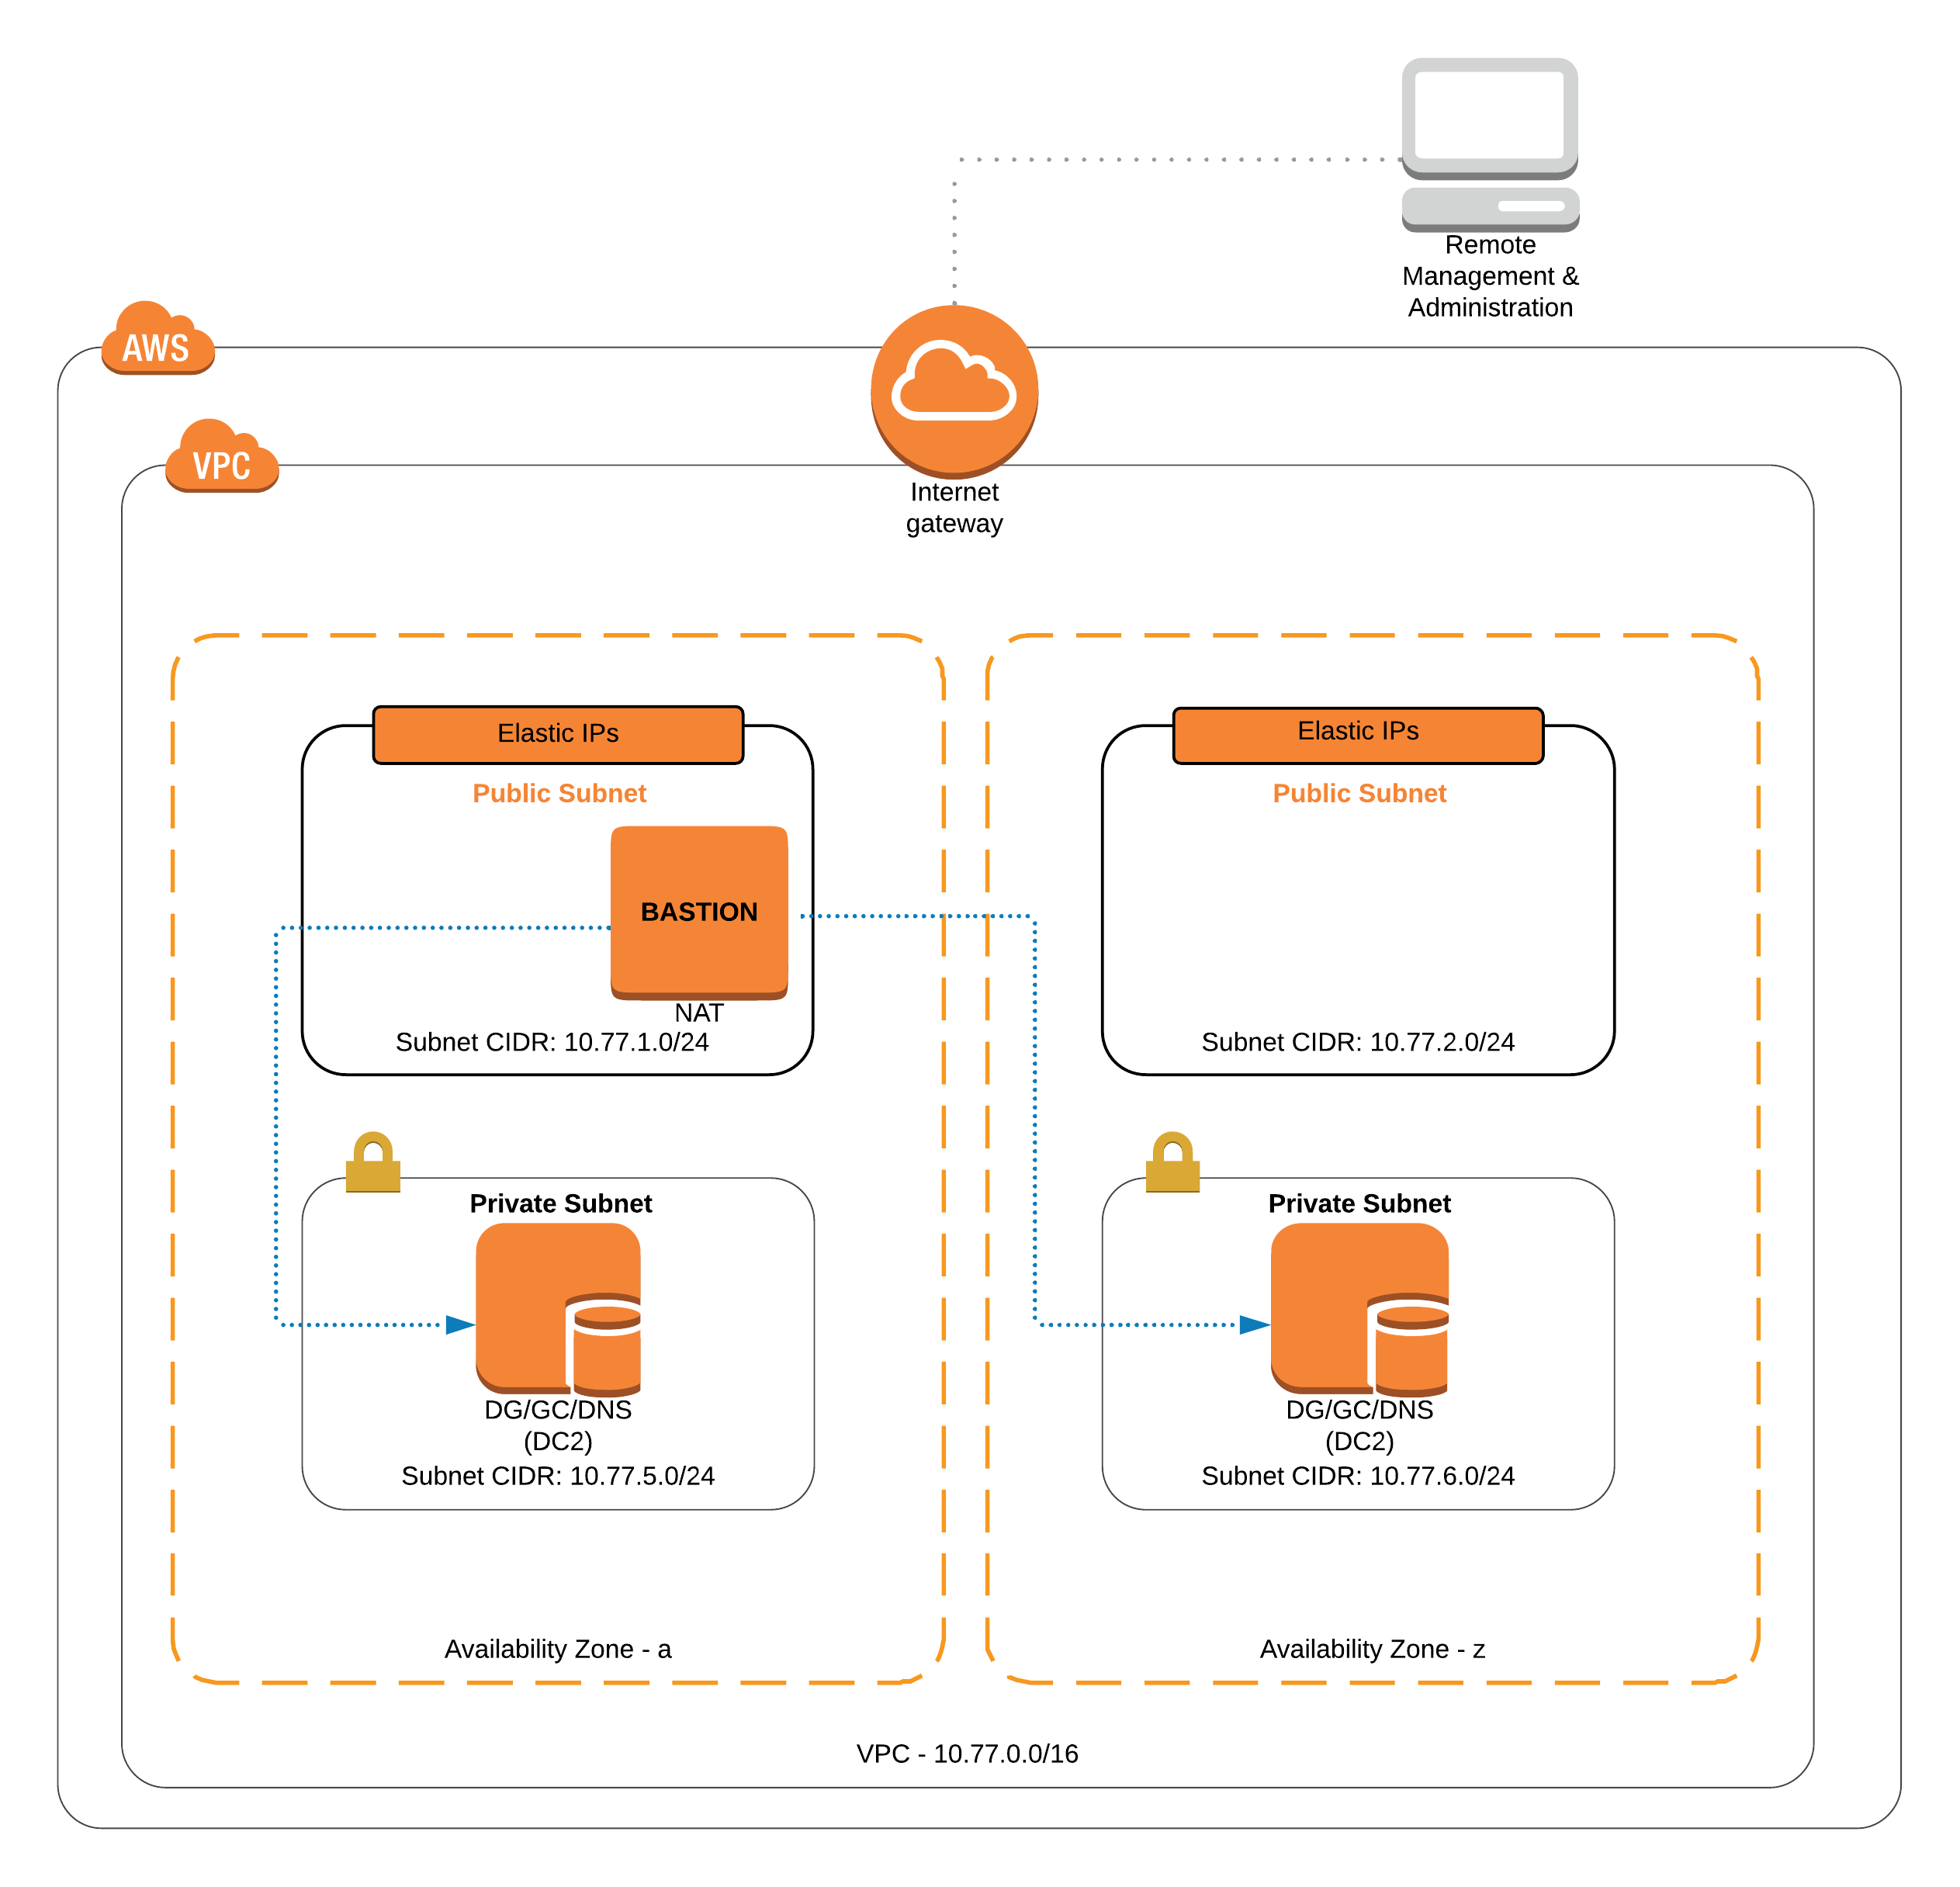 Remote
Management &
Administration
AWS
VPC
Internet
gateway
Elastic IPs
Public Subnet
BASTION
NAT
Subnet CIDR: 10.77.1.0/24
Elastic IPs
Public Subnet
Subnet CIDR: 10.77.2.0/24
Private Subnet
DG/GC/DNS
(DC2)
Subnet CIDR: 10.77.5.0/24
Private Subnet
DG/GC/DNS
(DC2)
Subnet CIDR: 10.77.6.0/24
Availability Zone - a
Availability Zone - z
VPC - 10.77.0.0/16